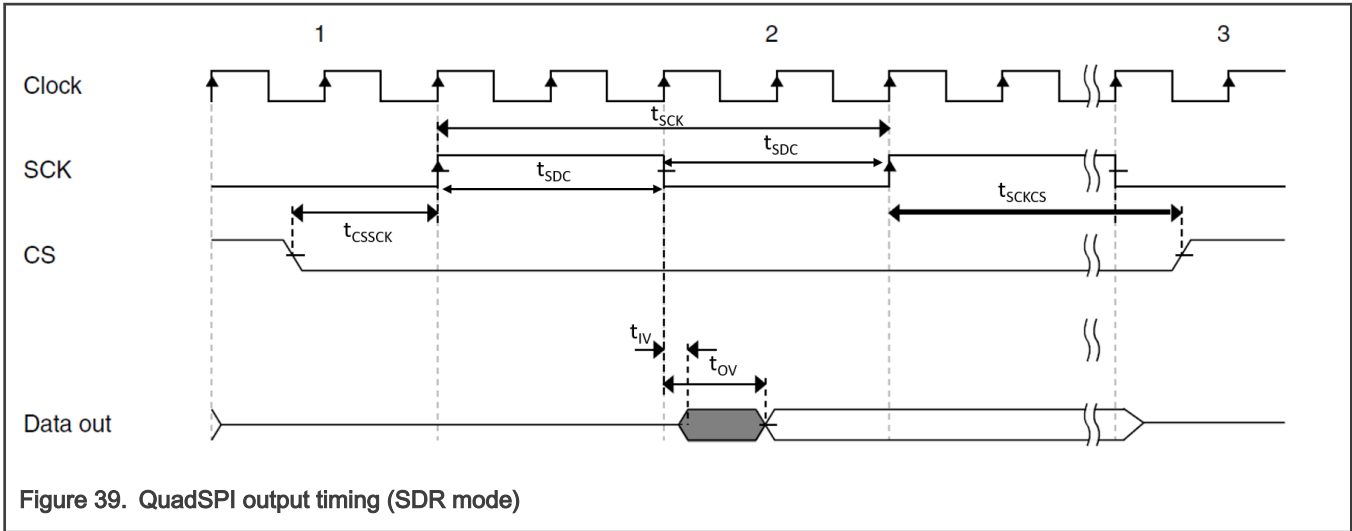 1 2 3
Clock
tSCK
SCK
tSDC
tSDC
tSCKCS
tCSSCK
CS
tIV
tOV
Data out
Figure 39. QuadSPI output timing (SDR mode)